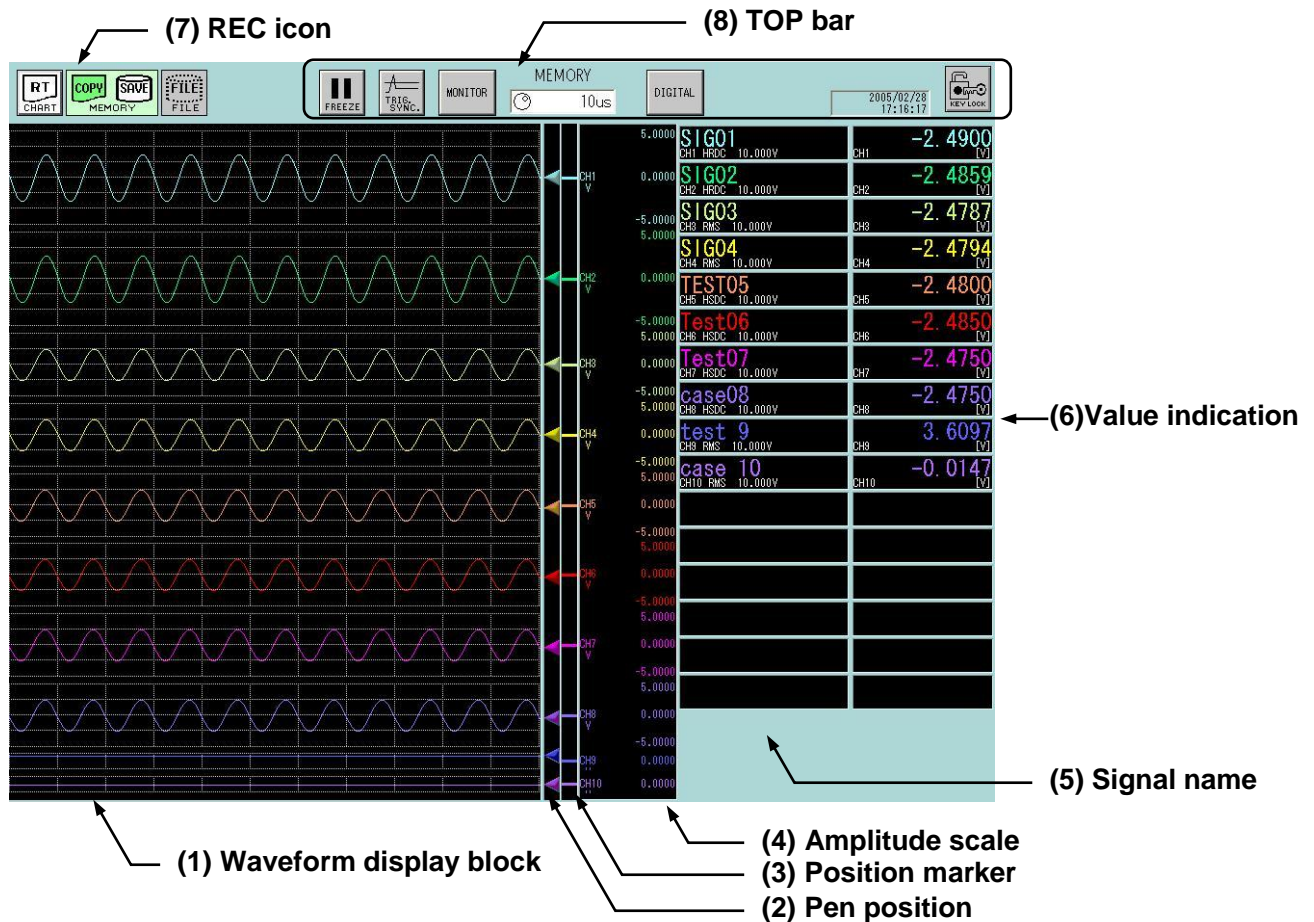 (7) REC icon
(8) TOP bar
RT
CHART
COPY
SAVE
MEMORY
FILE
FILE
FREEZE
TRIG.
SYNC.
MONITOR
MEMORY
10us
DIGITAL
2005/02/28
17:16:17
KEY LOCK
CH1
V
5.0000
0.0000
-5.0000
CH2
V
5.0000
0.0000
-5.0000
CH3
V
5.0000
0.0000
-5.0000
CH4
V
5.0000
0.0000
-5.0000
CH5
V
5.0000
0.0000
-5.0000
CH6
V
5.0000
0.0000
-5.0000
CH7
V
5.0000
0.0000
-5.0000
CH8
V
5.0000
0.0000
-5.0000
CH9
0.0000
CH10
0.0000
SIG01 -2.4900
CH1 HRDC 10.000V CH1 [V]
SIG02 -2.4859
CH2 HRDC 10.000V CH2 [V]
SIG03 -2.4787
CH3 RMS 10.000V CH3 [V]
SIG04 -2.4794
CH4 RMS 10.000V CH4 [V]
TEST05 -2.4800
CH5 HSDC 10.000V CH5 [V]
Test06 -2.4850
CH6 HSDC 10.000V CH6 [V]
Test07 -2.4750
CH7 HSDC 10.000V CH7 [V]
case08 -2.4750
CH8 HSDC 10.000V CH8 [V]
test 9 3.6097
CH9 RMS 10.000V CH9 [V]
case 10 -0.0147
CH10 RMS 10.000V CH10 [V]
(6)Value indication
(5) Signal name
(4) Amplitude scale
(3) Position marker
(2) Pen position
(1) Waveform display block